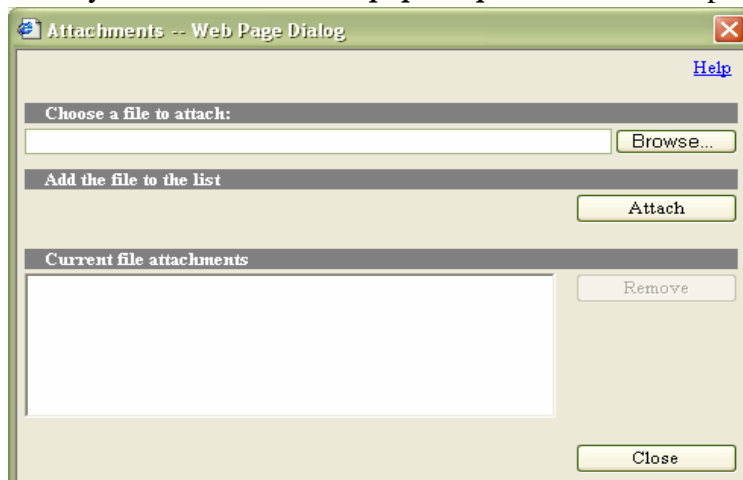 Attachments -- Web Page Dialog
Help
Choose a file to attach:
Browse...
Add the file to the list
Attach
Current file attachments
Remove
Close